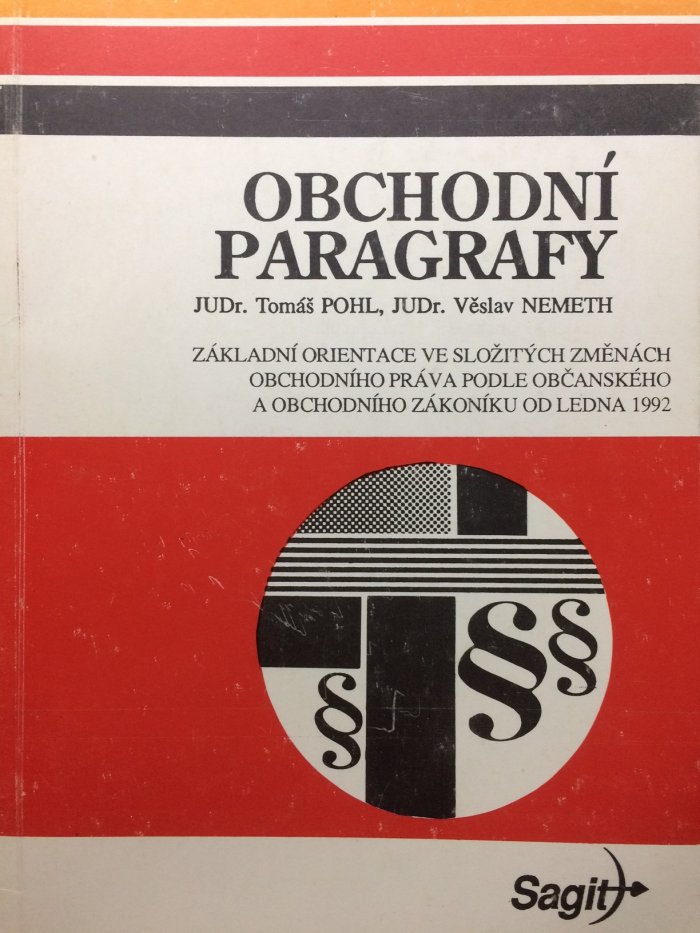 OBCHODNÍ
PARAGRAFY
JUDr. Tomáš POHL, JUDr. Věslav NEMETH
ZÁKLADNÍ ORIENTACE VE SLOŽITÝCH ZMĚNÁCH
OBCHODNÍHO PRÁVA PODLE OBČANSKÉHO
A OBCHODNÍHO ZÁKONÍKU OD LEDNA 1992
§
§
§
Sagit